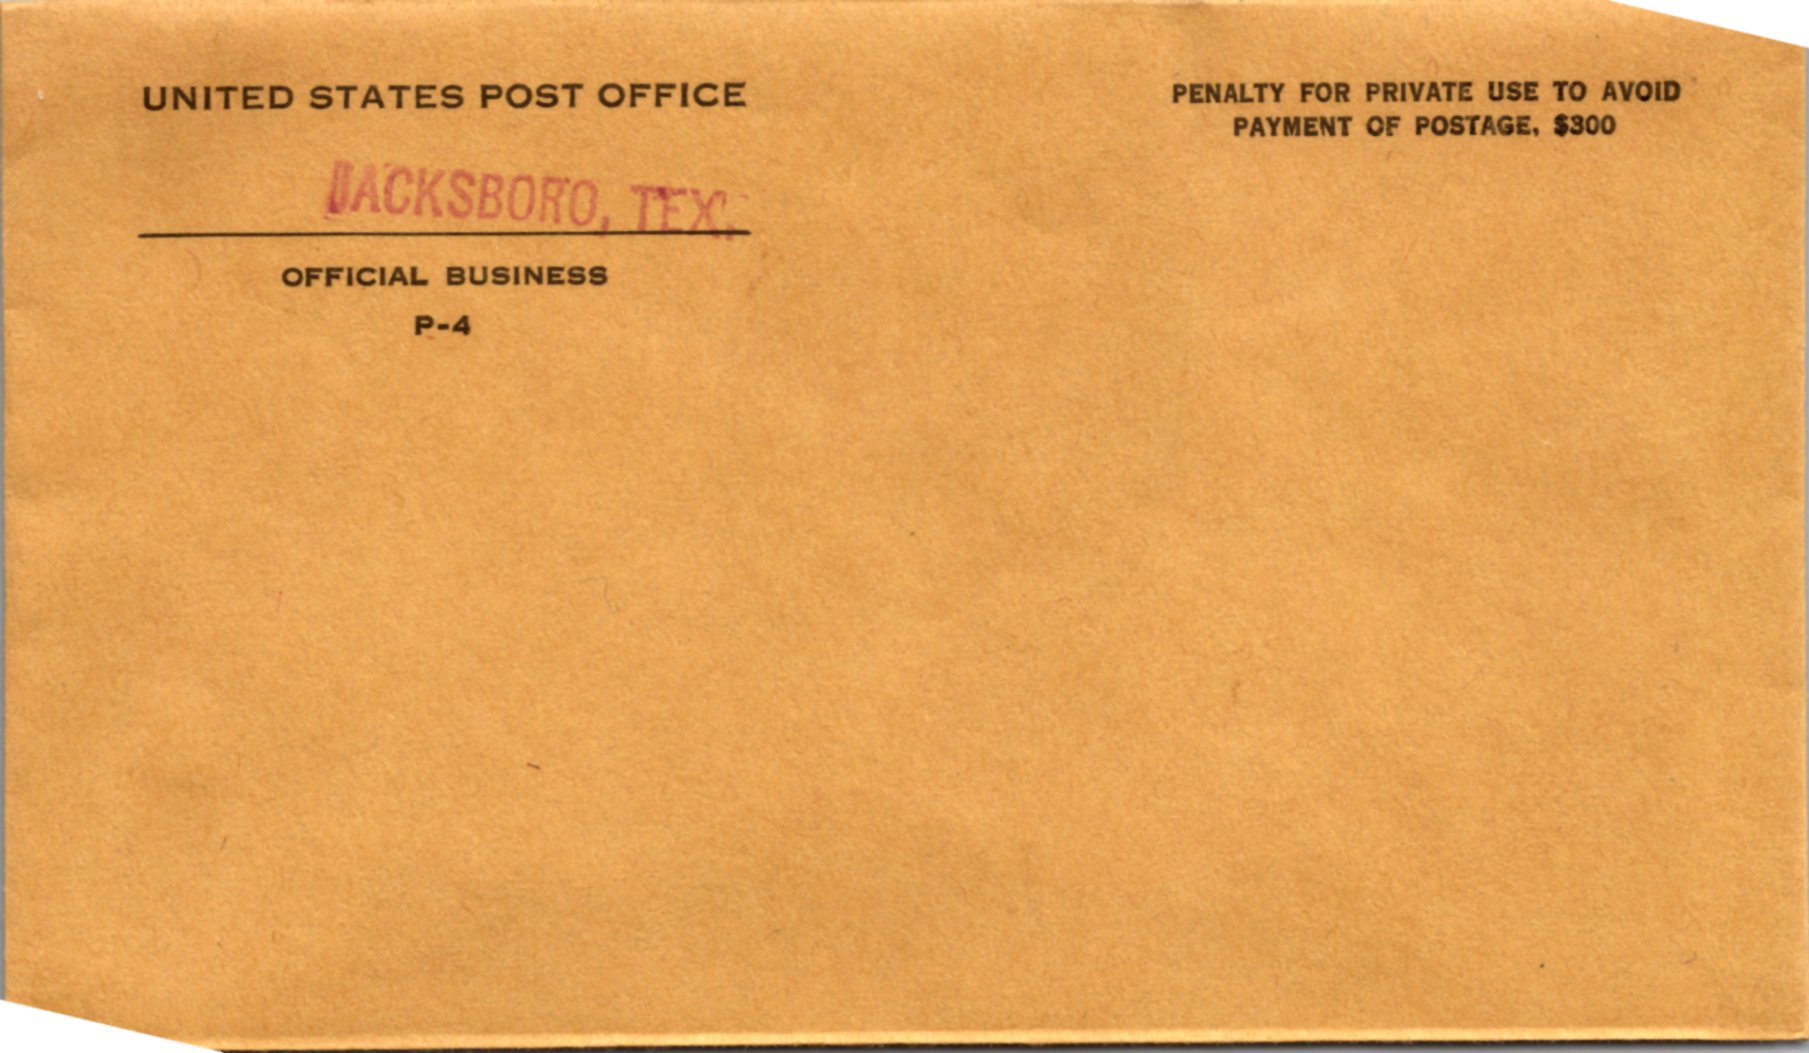 UNITED STATES POST OFFICE
JACKSBORO, TEX.
OFFICIAL BUSINESS
P-4
PENALTY FOR PRIVATE USE TO AVOID
PAYMENT OF POSTAGE, $300